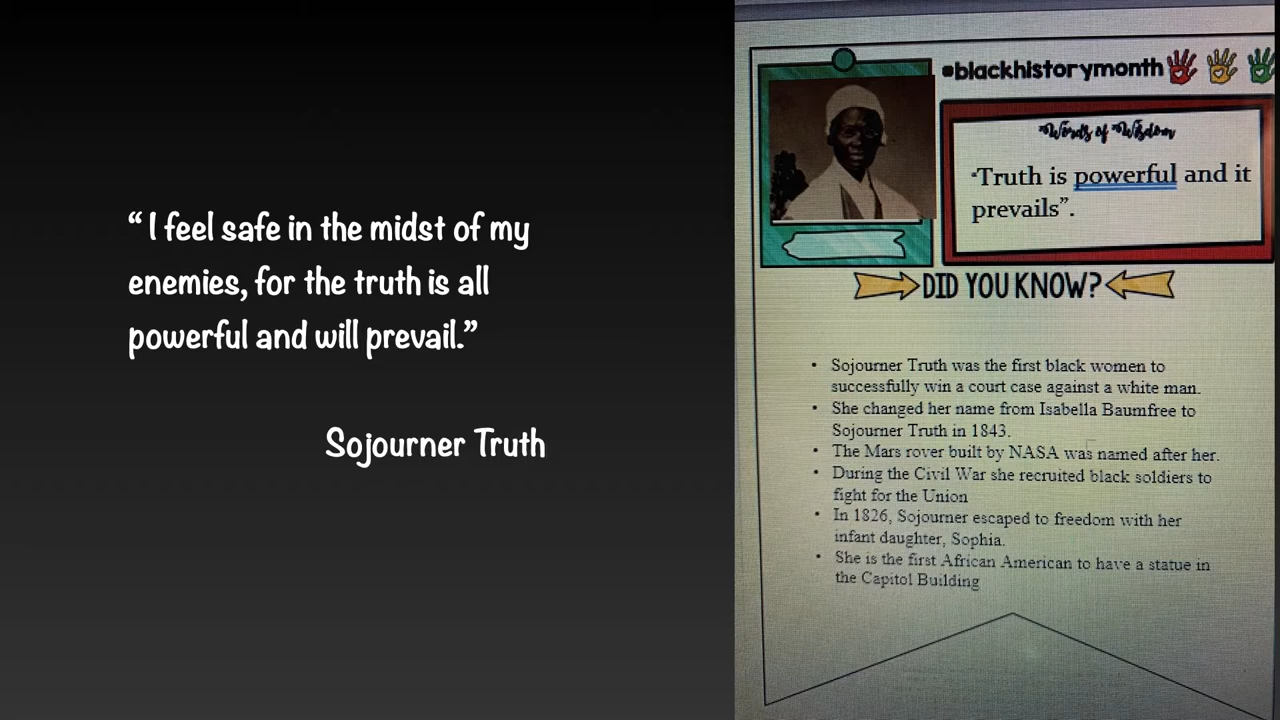 “ I feel safe in the midst of my
enemies, for the truth is all
powerful and will prevail.”
Sojourner Truth
#blackhistorymonth
Words of Wisdom
“Truth is powerful and it
prevails”.
DID YOU KNOW?
• Sojourner Truth was the first black women to
successfully win a court case against a white man.
• She changed her name from Isabella Baumfree to
Sojourner Truth in 1843.
• The Mars rover built by NASA was named after her.
• During the Civil War she recruited black soldiers to
fight for the Union
• In 1826, Sojourner escaped to freedom with her
infant daughter, Sophia.
• She is the first African American to have a statue in
the Capitol Building